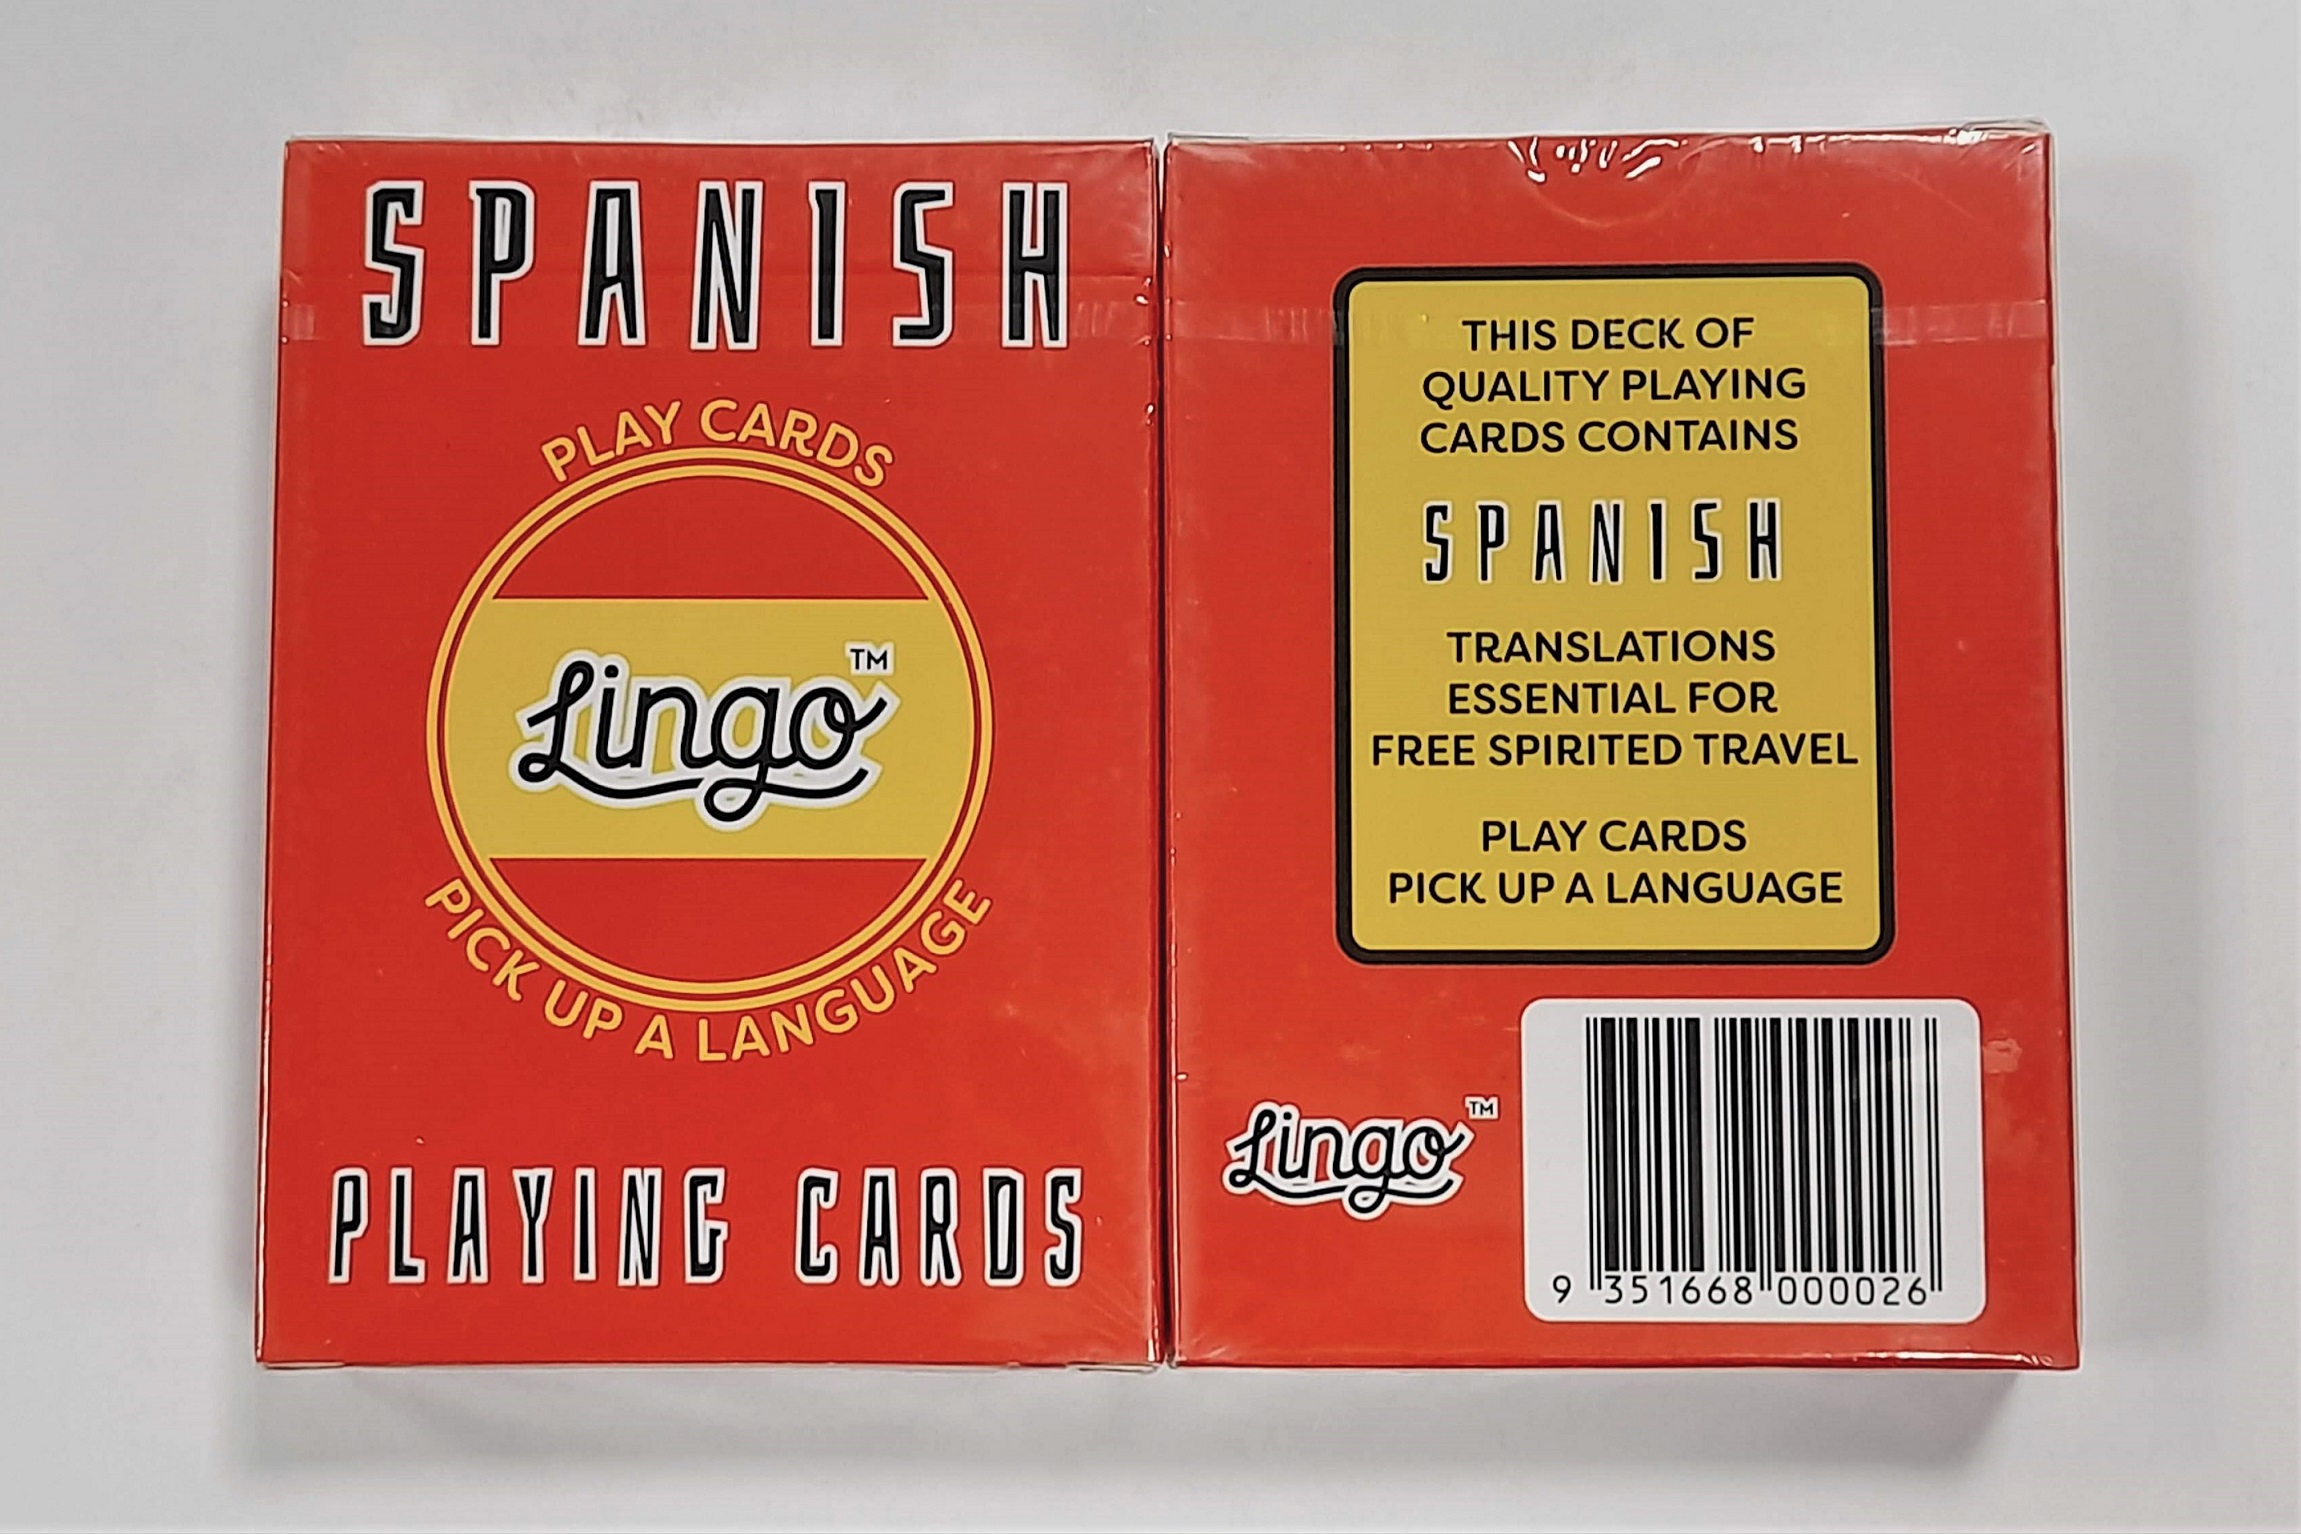 SPANISH
PLAY CARDS
Lingo™
PICK UP A LANGUAGE
PLAYING CARDS
THIS DECK OF
QUALITY PLAYING
CARDS CONTAINS
SPANISH
TRANSLATIONS
ESSENTIAL FOR
FREE SPIRITED TRAVEL
PLAY CARDS
PICK UP A LANGUAGE
Lingo™
9 351668 000026